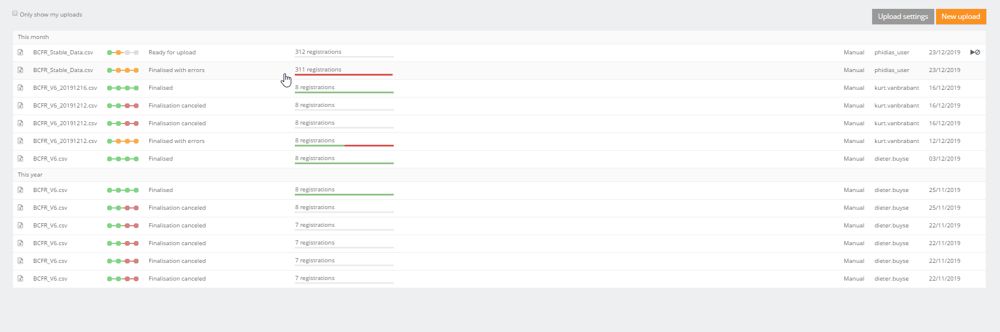 Only show my uploads
Upload settings New upload
This month
BCFR_Stable_Data.csv Ready for upload 312 registrations Manual phidias_user 23/12/2019
BCFR_Stable_Data.csv Finalised with errors 311 registrations Manual phidias_user 23/12/2019
BCFR_V6_20191216.csv Finalised 8 registrations Manual kurt.vanbrabant 16/12/2019
BCFR_V6_20191212.csv Finalisation canceled 8 registrations Manual kurt.vanbrabant 16/12/2019
BCFR_V6_20191212.csv Finalisation canceled 8 registrations Manual kurt.vanbrabant 16/12/2019
BCFR_V6_20191212.csv Finalised with errors 8 registrations Manual kurt.vanbrabant 12/12/2019
BCFR_V6.csv Finalised 8 registrations Manual dieter.buyse 03/12/2019
This year
BCFR_V6.csv Finalised 8 registrations Manual dieter.buyse 25/11/2019
BCFR_V6.csv Finalisation canceled 8 registrations Manual dieter.buyse 25/11/2019
BCFR_V6.csv Finalisation canceled 7 registrations Manual dieter.buyse 22/11/2019
BCFR_V6.csv Finalisation canceled 7 registrations Manual dieter.buyse 22/11/2019
BCFR_V6.csv Finalisation canceled 7 registrations Manual dieter.buyse 22/11/2019
BCFR_V6.csv Finalisation canceled 7 registrations Manual dieter.buyse 22/11/2019